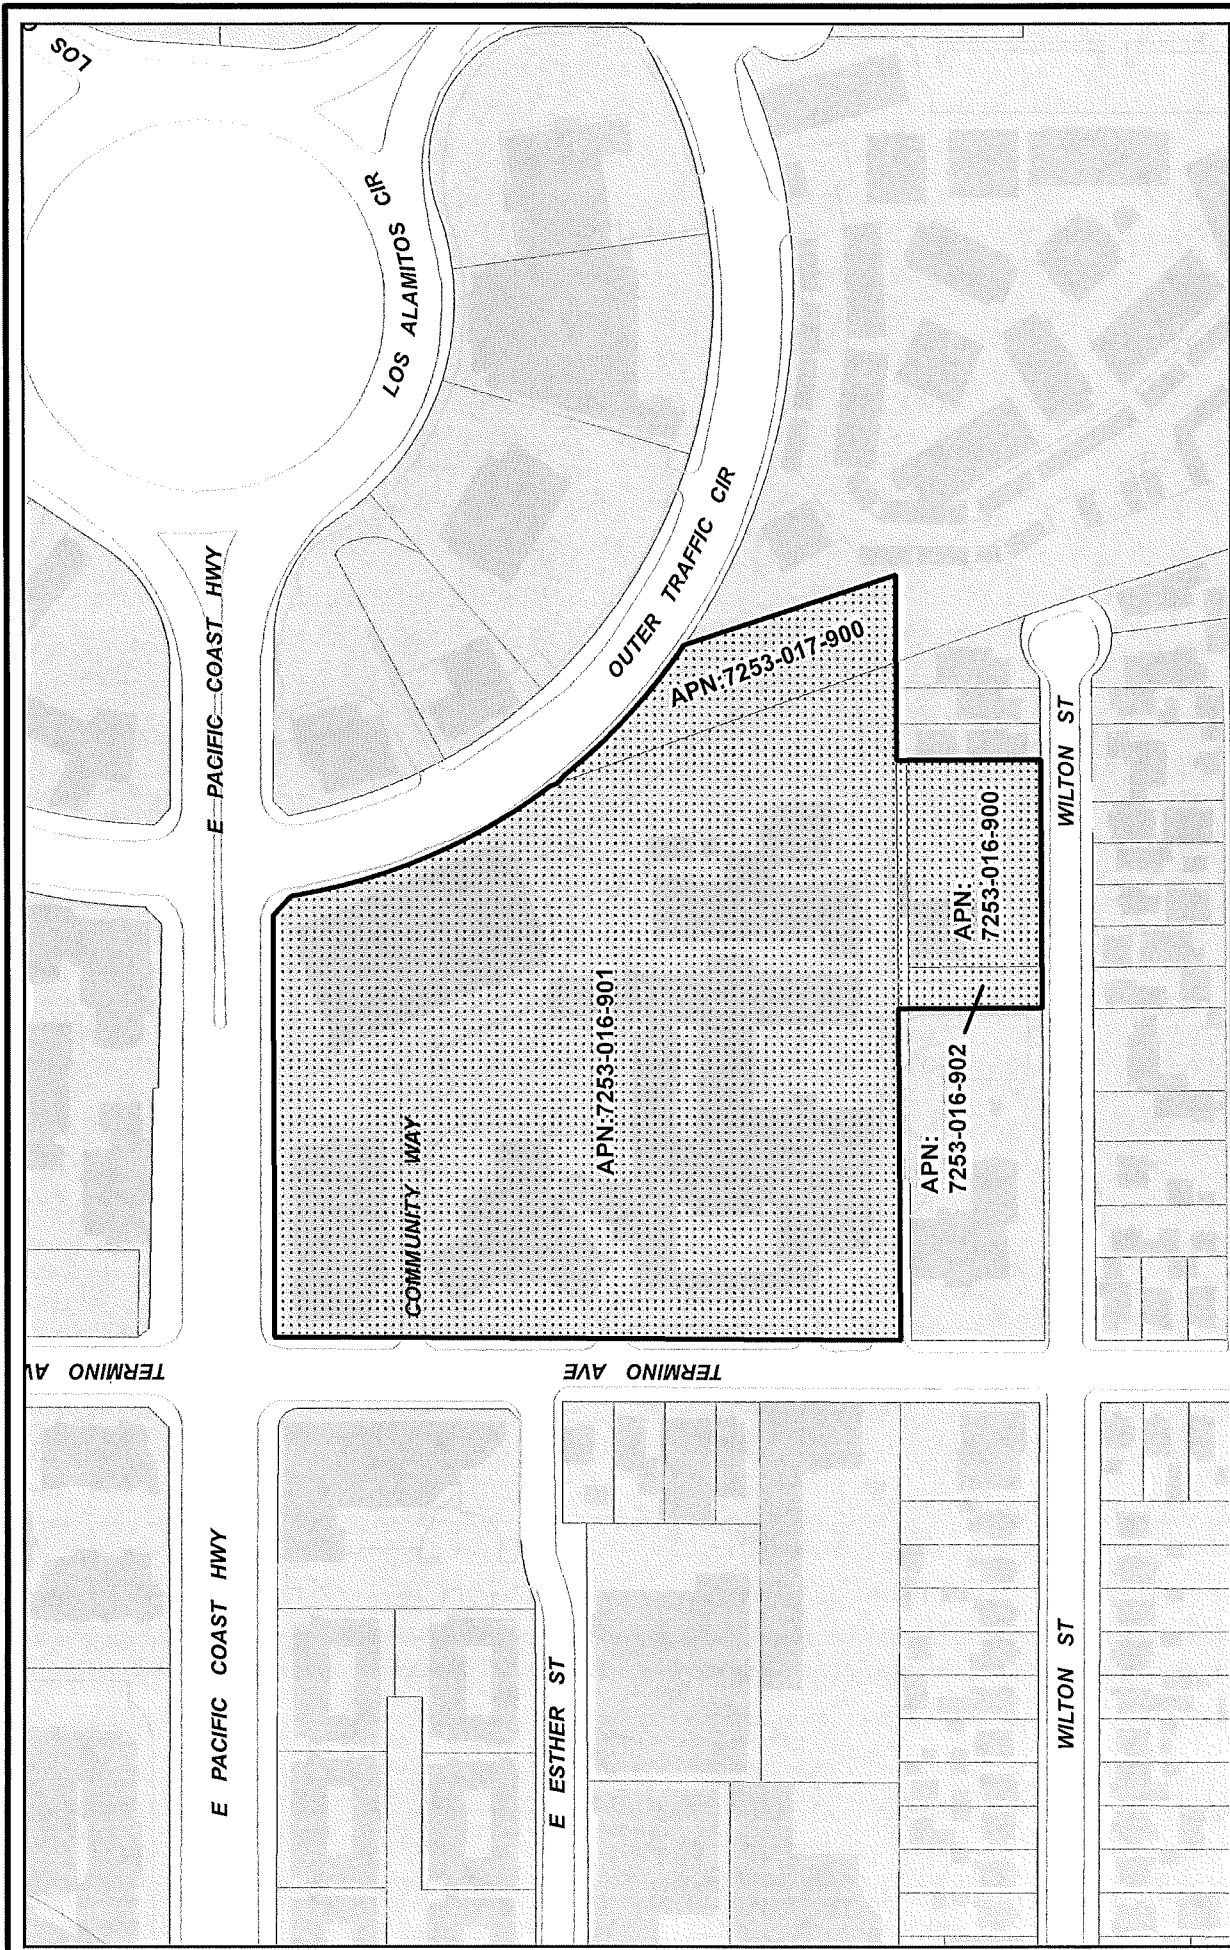 LOS
LOS ALAMITOS CIR
E PACIFIC COAST HWY
OUTER TRAFFIC CIR
APN:7253-017-900
WILTON ST
APN:
7253-016-900
APN:7253-016-901
APN:
7253-016-902
COMMUNITY WAY
TERMINO AV
TERMINO AVE
E PACIFIC COAST HWY
E ESTHER ST
WILTON ST